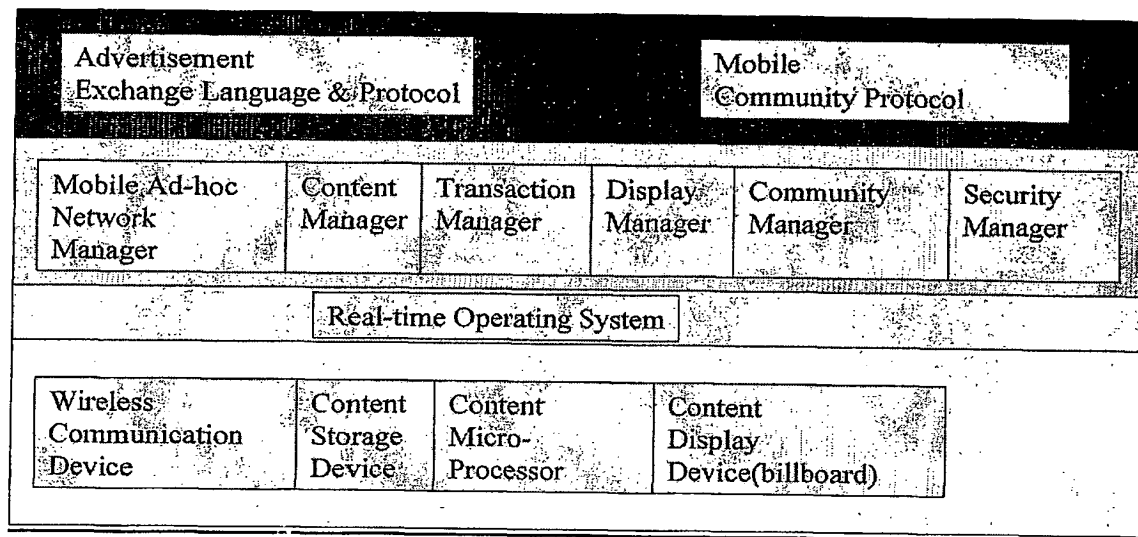 Advertisement
Exchange Language & Protocol
Mobile
Community Protocol
Mobile Ad-hoc
Network
Manager
Content
Manager
Transaction
Manager
Display
Manager
Community
Manager
Security
Manager
Real-time Operating System
Wireless
Communication
Device
Content
Storage
Device
Content
Micro-
Processor
Content
Display
Device(billboard)